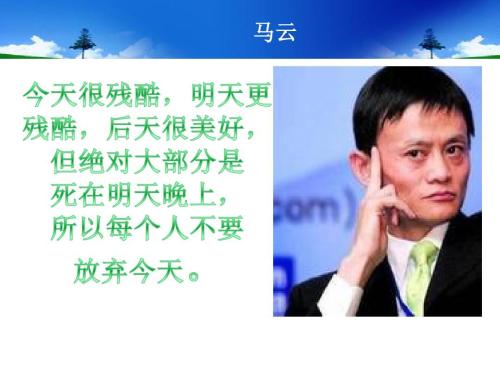 马云
今天很残酷，明天更
残酷，后天很美好，
但绝对大部分是
死在明天晚上，
所以每个人不要
放弃今天。
com)